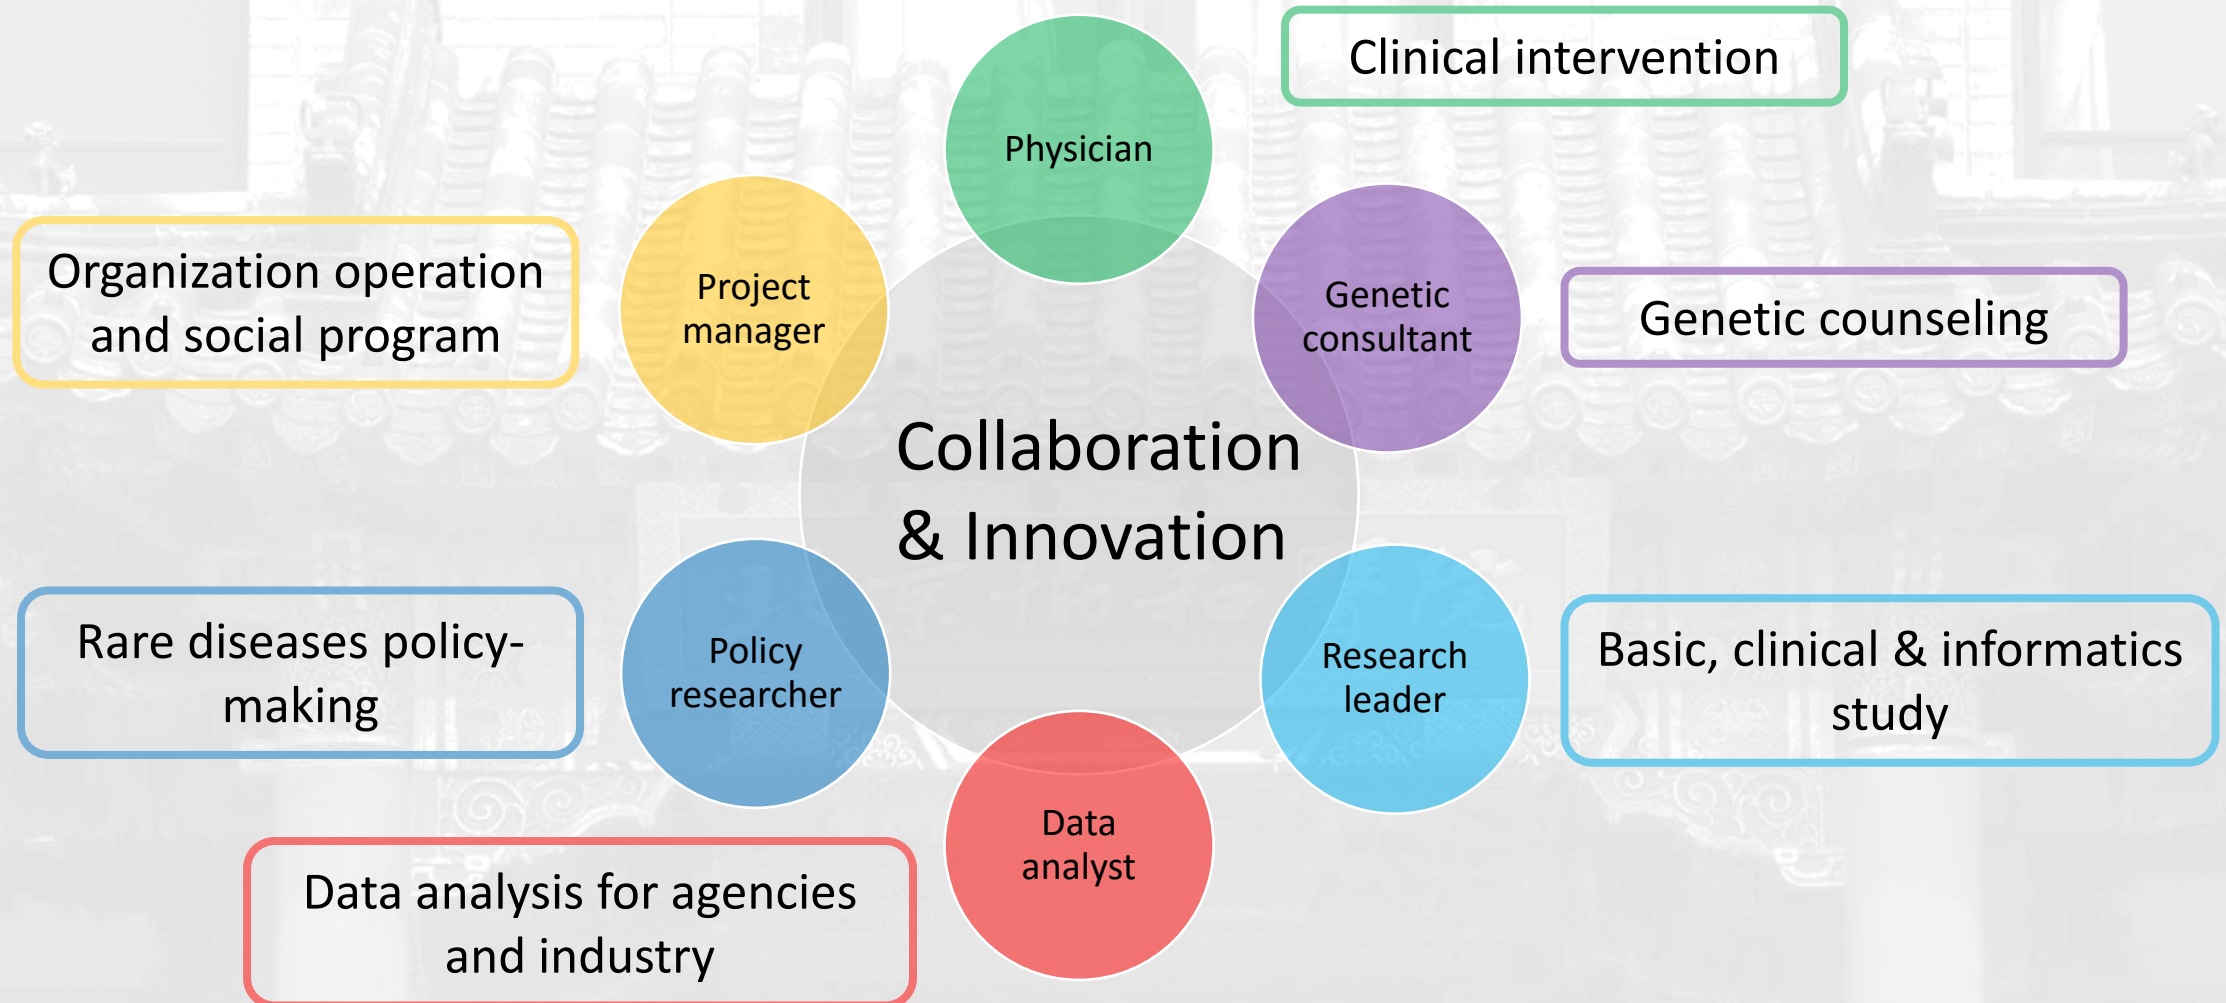 Clinical intervention
Physician
Organization operation
and social program
Project
manager
Genetic
consultant
Genetic counseling
Collaboration
& Innovation
Rare diseases policy-
making
Policy
researcher
Research
leader
Basic, clinical & informatics
study
Data
analyst
Data analysis for agencies
and industry